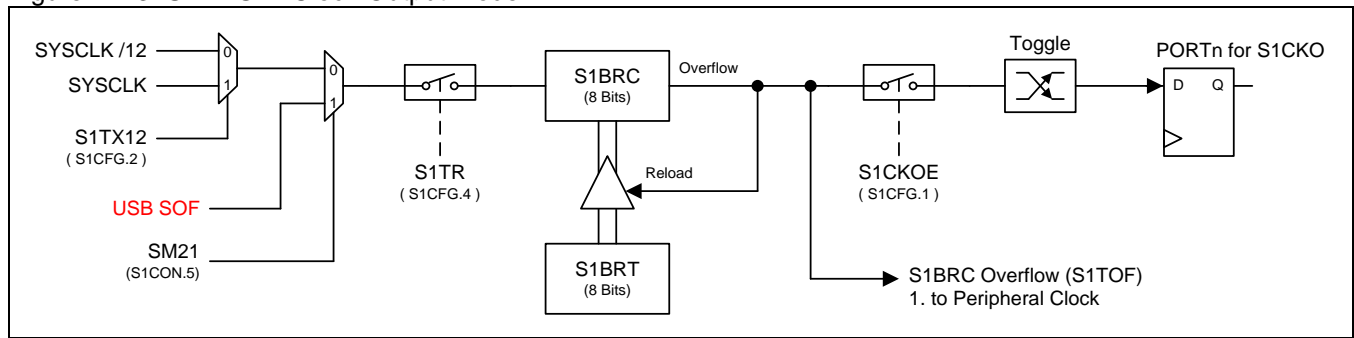 SYSCLK /12
SYSCLK
0
1
S1TX12
( S1CFG.2 )
USB SOF
SM21
(S1CON.5)
0
1
S1TR
( S1CFG.4 )
S1BRC
(8 Bits)
Overflow
Reload
S1BRT
(8 Bits)
S1CKOE
( S1CFG.1 )
Toggle
PORTn for S1CKO
D Q
S1BRC Overflow (S1TOF)
1. to Peripheral Clock